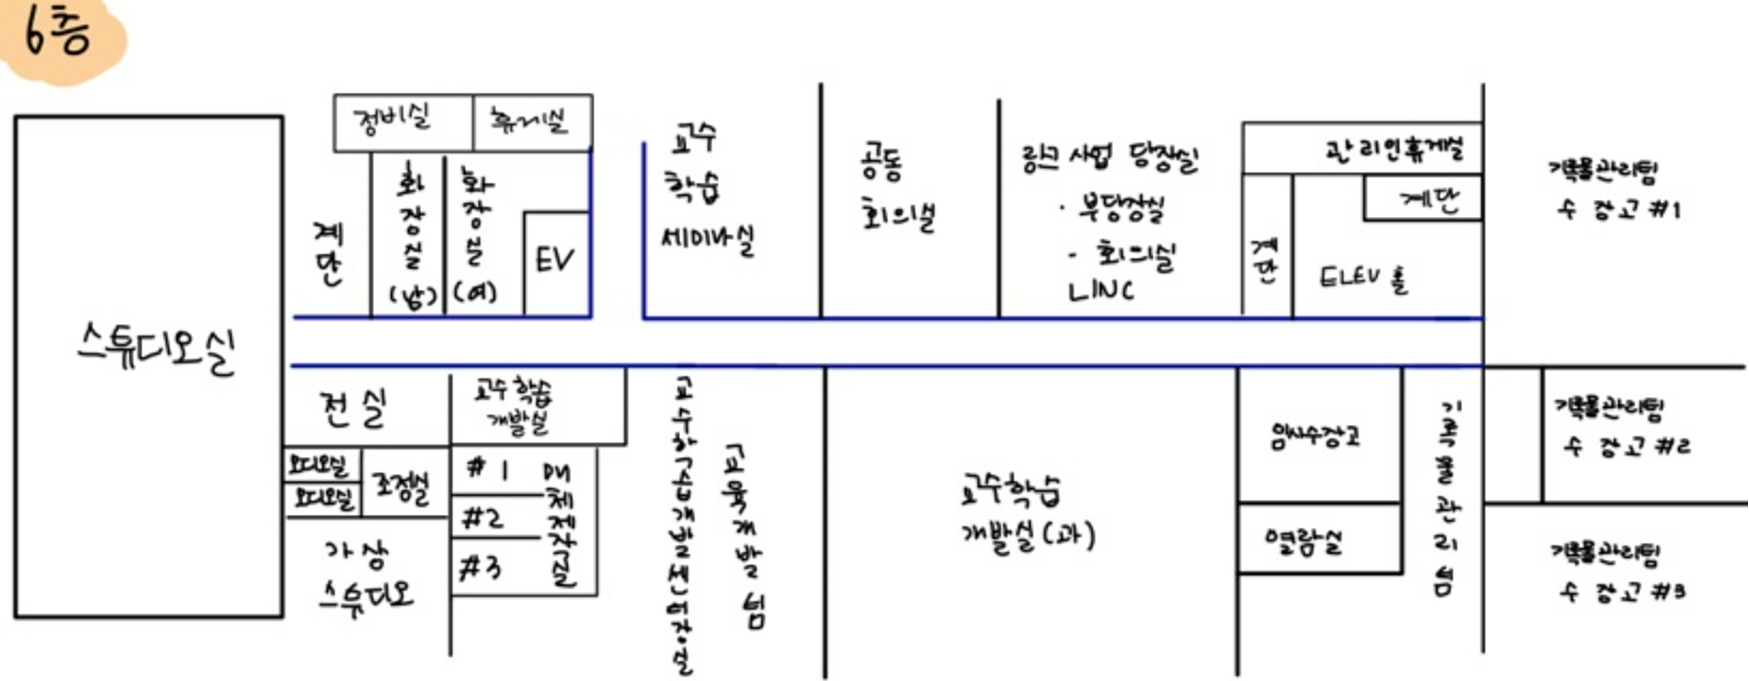 6층
정비실
휴게실
계단
화장실
(남)
화장실
(여)
EV
교수
학습
세미나실
공동
회의실
링크 사업 단장실
· 부단장실
- 회의실
LINC
관리인휴게실
계단
계단
ELEV 홀
기록물관리팀
수 장고 #1
스튜디오실
전실
교수 학습
개발실
오디오실
오디오실
조정실
#1
#2
#3
매체제작실
가상
스튜디오
교수학습개발센터장실
교육개발팀
교수학습
개발실(과)
임시수장고
열람실
기록물관리팀
기록물관리팀
수 장고 #2
기록물관리팀
수 장고 #3